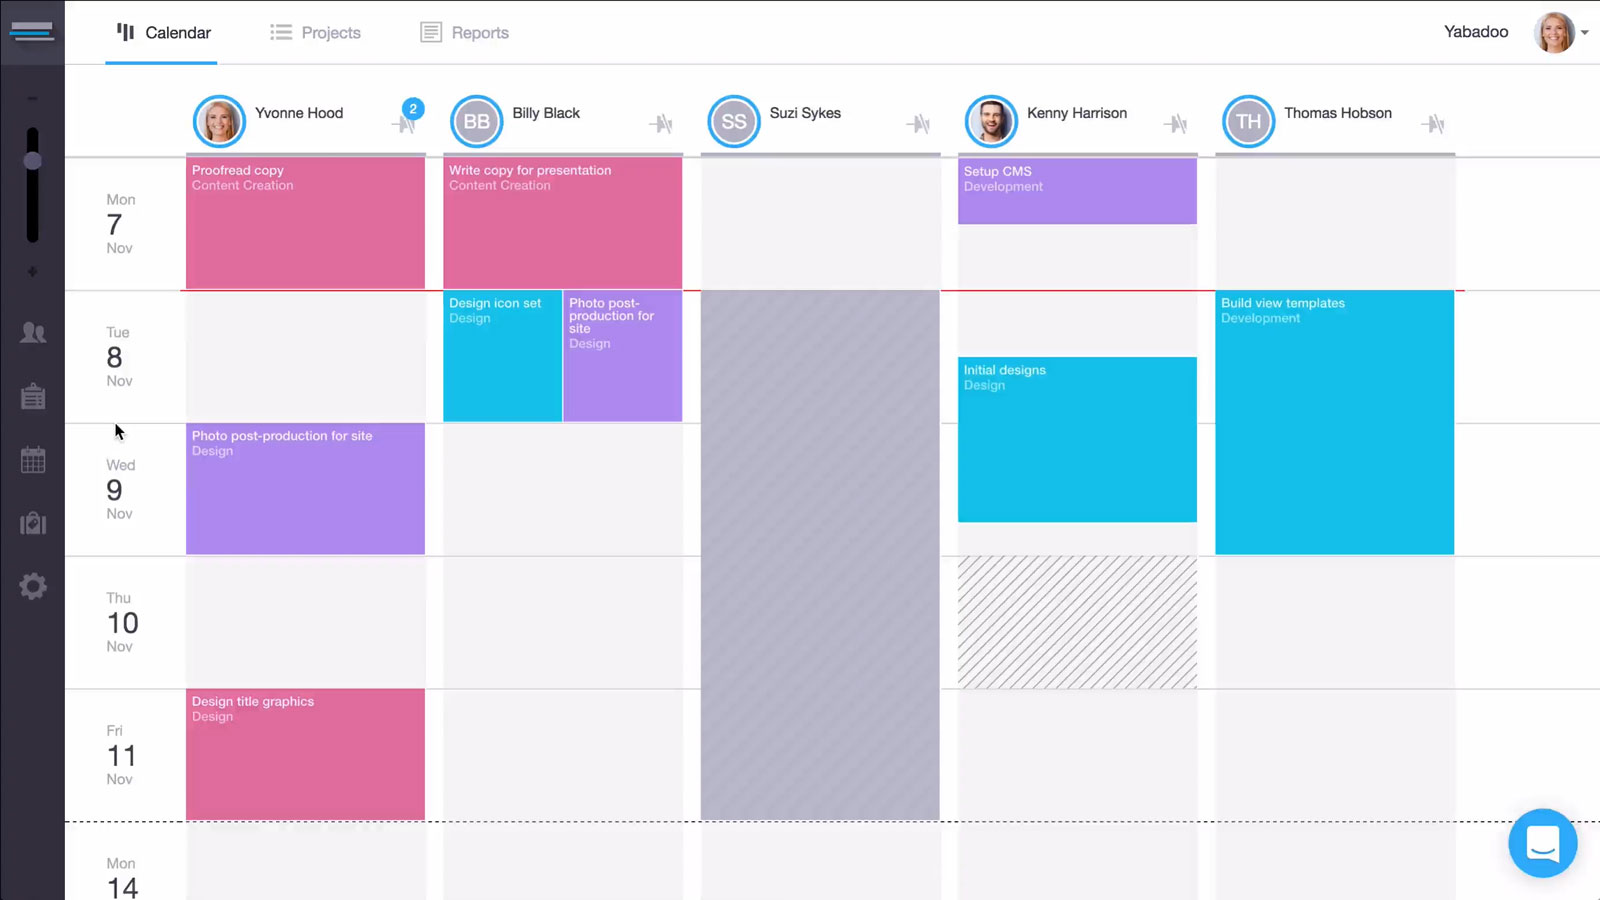 Calendar
Projects
Reports
Yabadoo
Yvonne Hood
2
BB
Billy Black
SS
Suzi Sykes
Kenny Harrison
TH
Thomas Hobson
Mon
7
Nov
Proofread copy
Content Creation
Write copy for presentation
Content Creation
Setup CMS
Development
Tue
8
Nov
Design icon set
Design
Photo post-
production for
site
Design
Initial designs
Design
Build view templates
Development
Wed
9
Nov
Photo post-production for site
Design
Thu
10
Nov
Fri
11
Nov
Design title graphics
Design
Mon
14